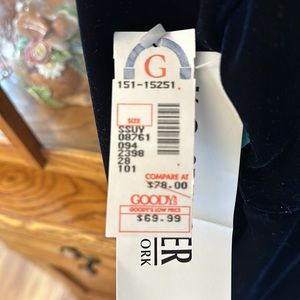 G
151-15251
SIZE
SSUY
08761
094
2398
28
101
COMPARE AT
$78.00
GOODY'S
GOODY'S LOW PRICE
$69.99
ER
ORK